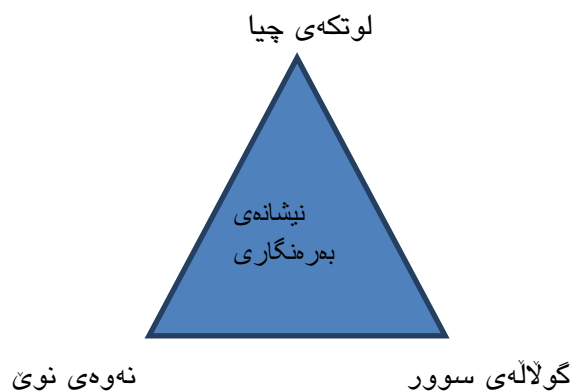 لوتکەی چیا
نیشانەی
بەرەنگاری
گوڵاڵەی سوور
نەوەی نوێ